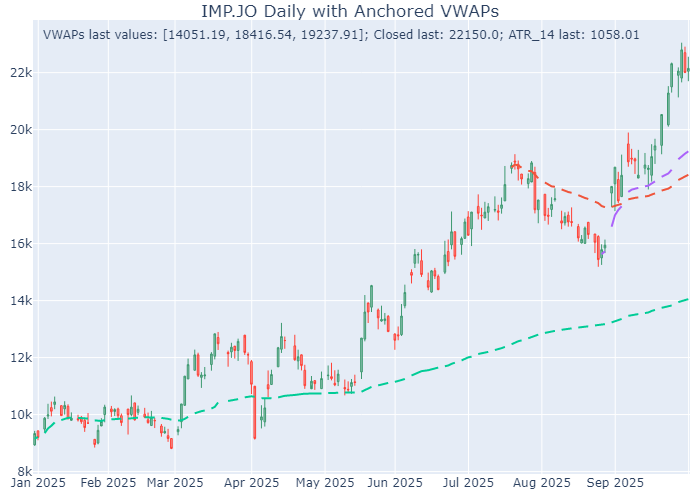 IMP.JO Daily with Anchored VWAPs
VWAPs last values: [14051.19, 18416.54, 19237.91]; Closed last: 22150.0; ATR_14 last: 1058.01
22k
20k
18k
16k
14k
12k
10k
8k
Jan 2025 Feb 2025 Mar 2025 Apr 2025 May 2025 Jun 2025 Jul 2025 Aug 2025 Sep 2025